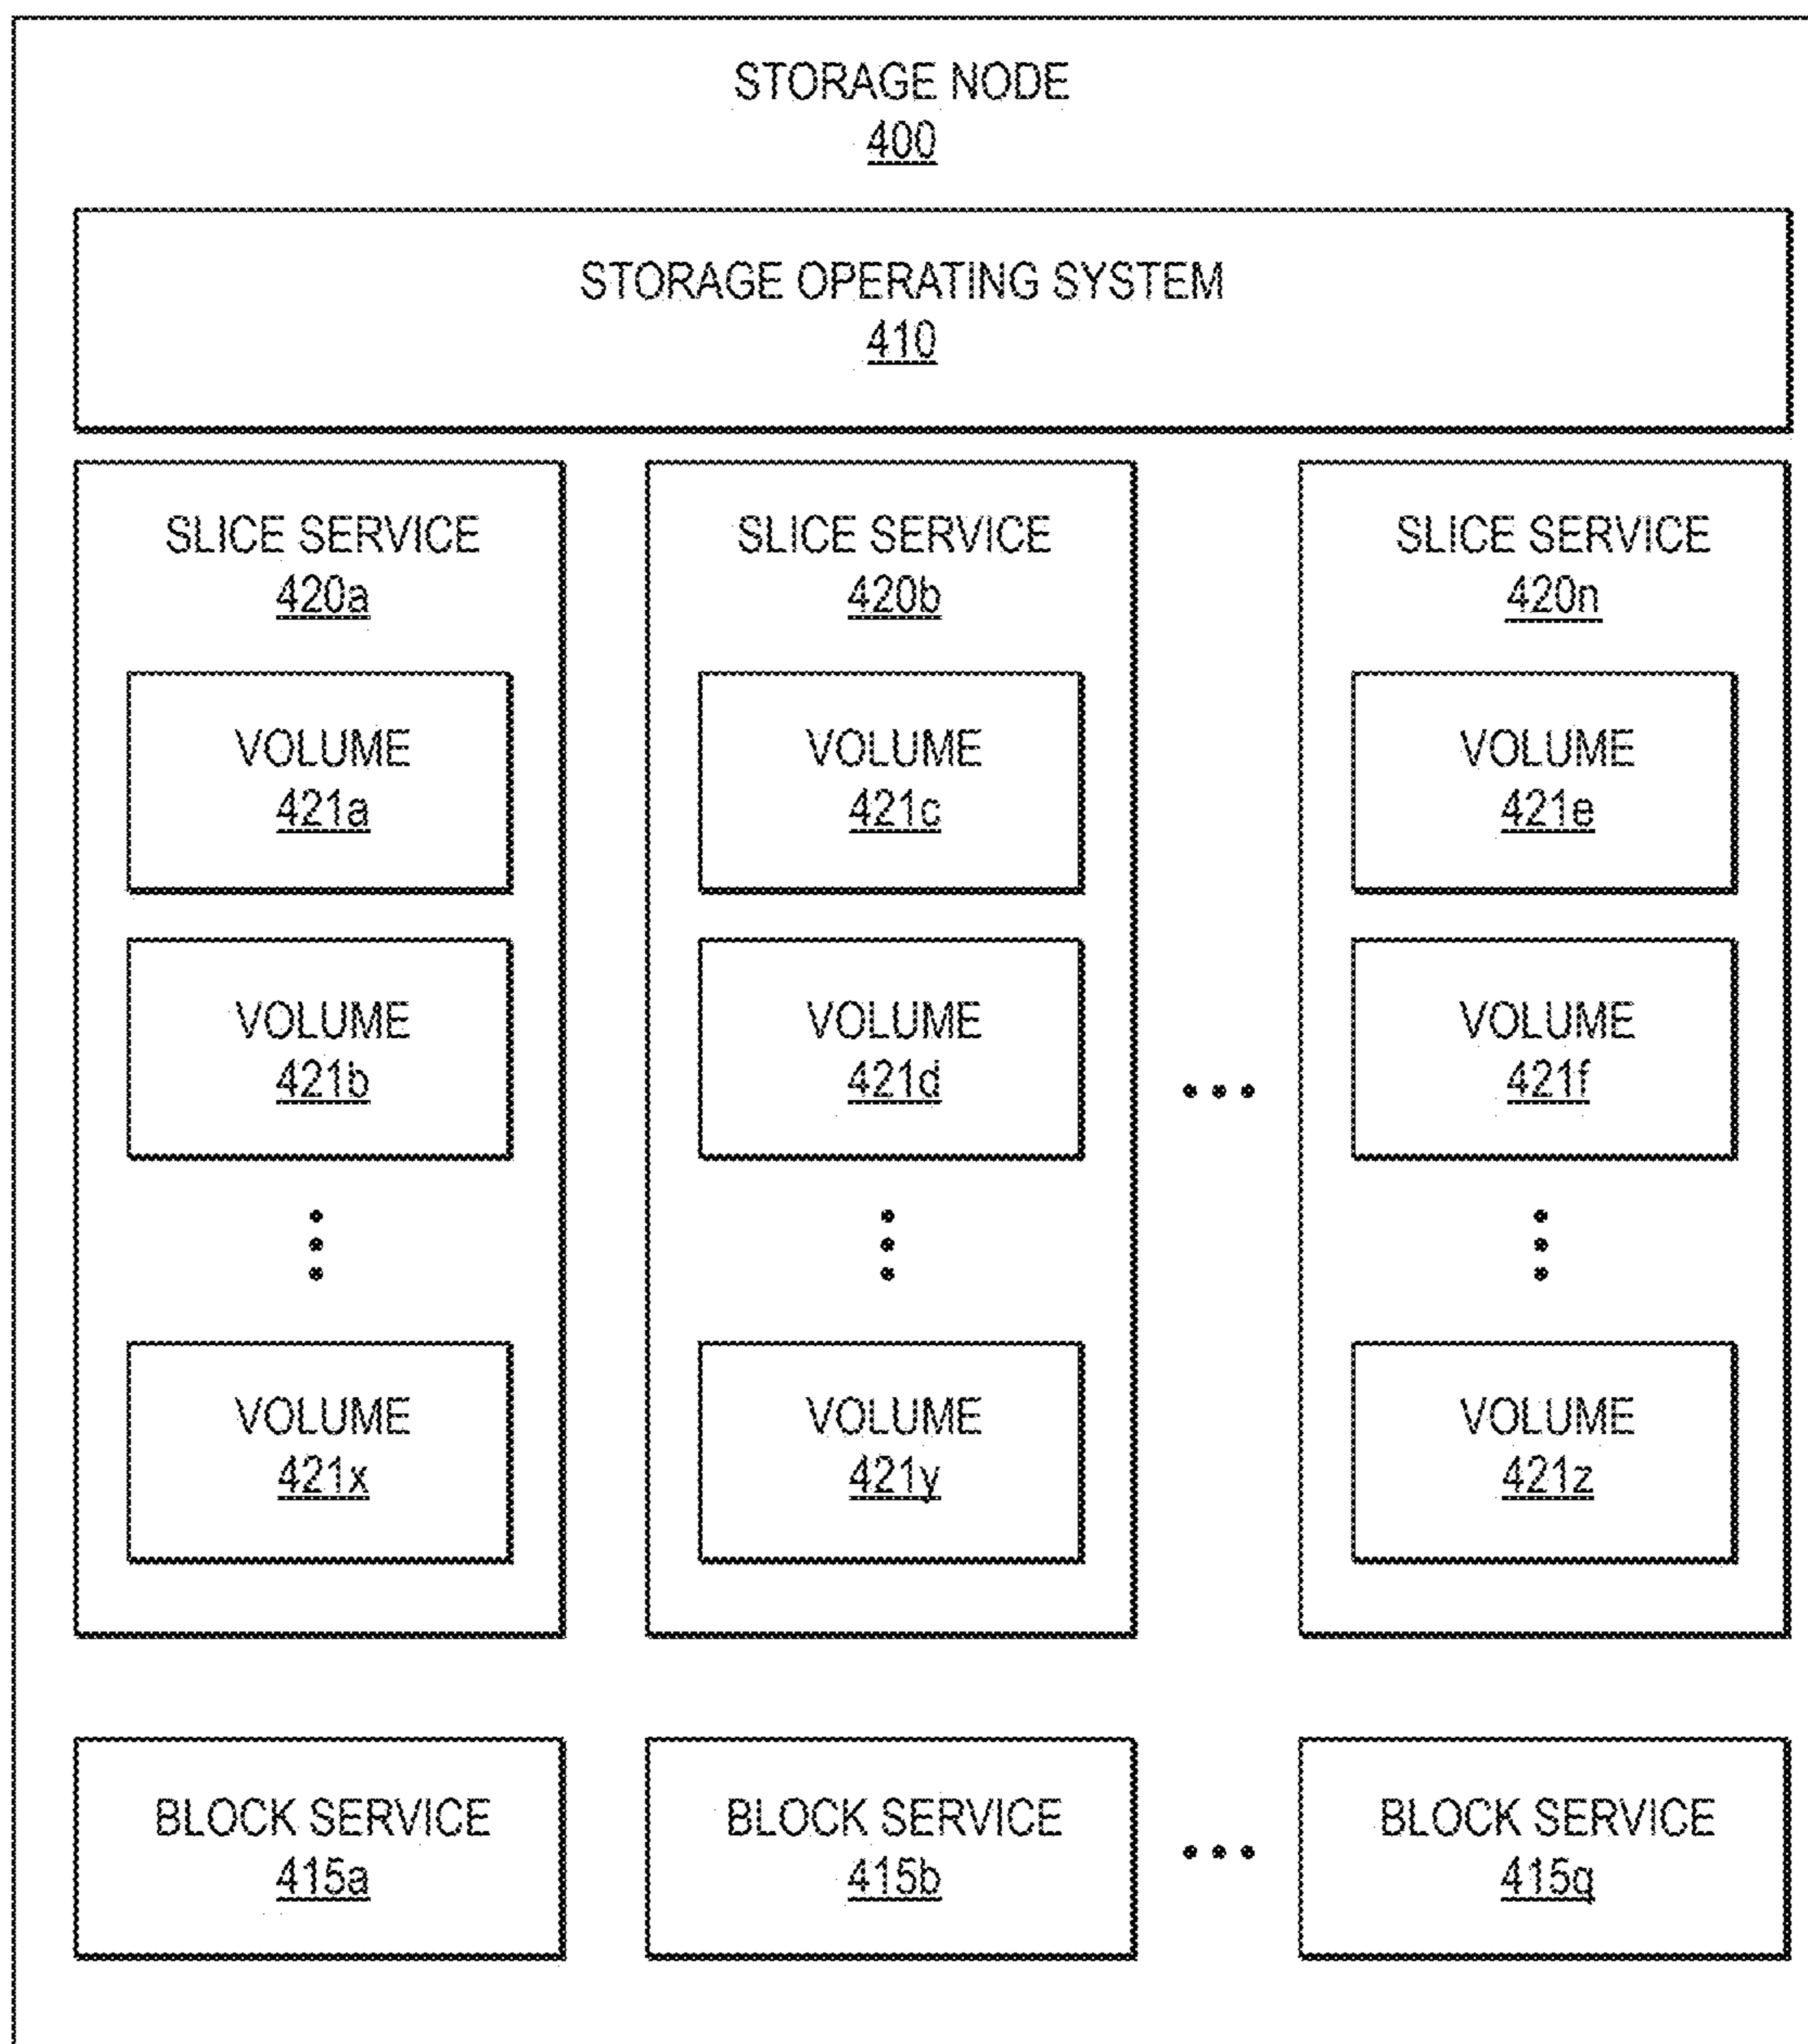 STORAGE NODE
400
STORAGE OPERATING SYSTEM
410
SLICE SERVICE
420a
VOLUME
421a
VOLUME
421b
VOLUME
421x
SLICE SERVICE
420b
VOLUME
421c
VOLUME
421d
VOLUME
421y
SLICE SERVICE
420n
VOLUME
421e
VOLUME
421f
VOLUME
421z
BLOCK SERVICE
415a
BLOCK SERVICE
415b
BLOCK SERVICE
415q